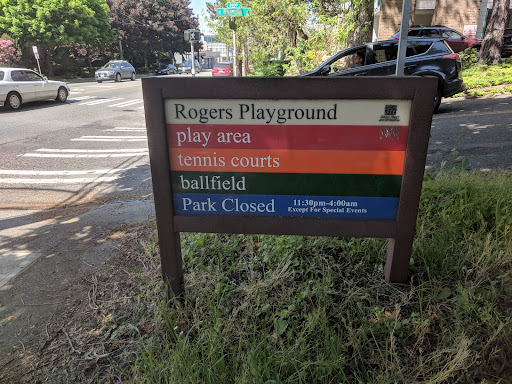 Rogers Playground
play area
tennis courts
ballfield
Park Closed 11:30pm-4:00am
Except For Special Events